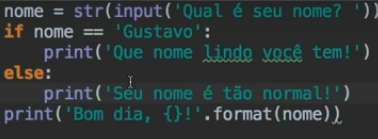 nome = str(input('Qual é seu nome? '))
if nome == 'Gustavo':
    print('Que nome lindo você tem!')
else:
    print('Seu nome é tão normal!')
print('Bom dia, {}!'.format(nome))